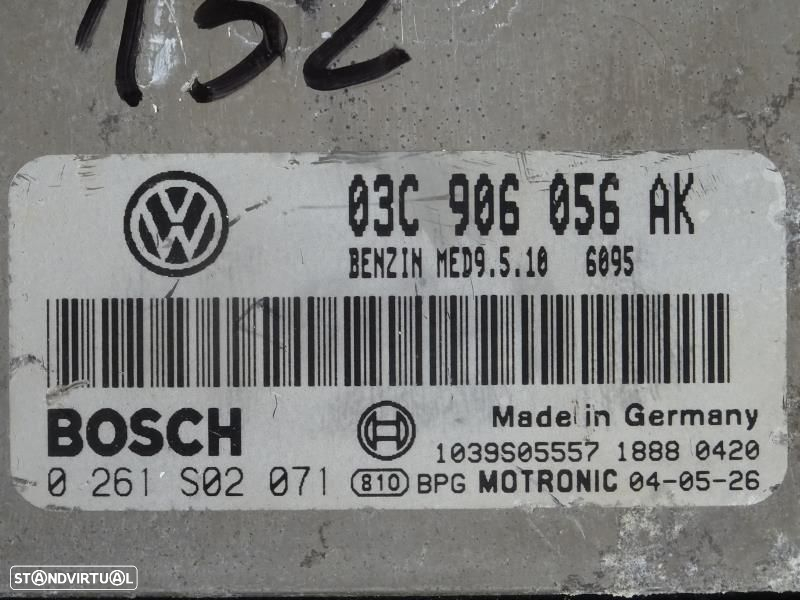 152
VW
03C 906 056 AK
BENZIN MED9.5.10 6095
BOSCH
Made in Germany
1039S05557 1888 0420
0 261 S02 071 810 BPG MOTRONIC 04-05-26
STANDVIRTUAL